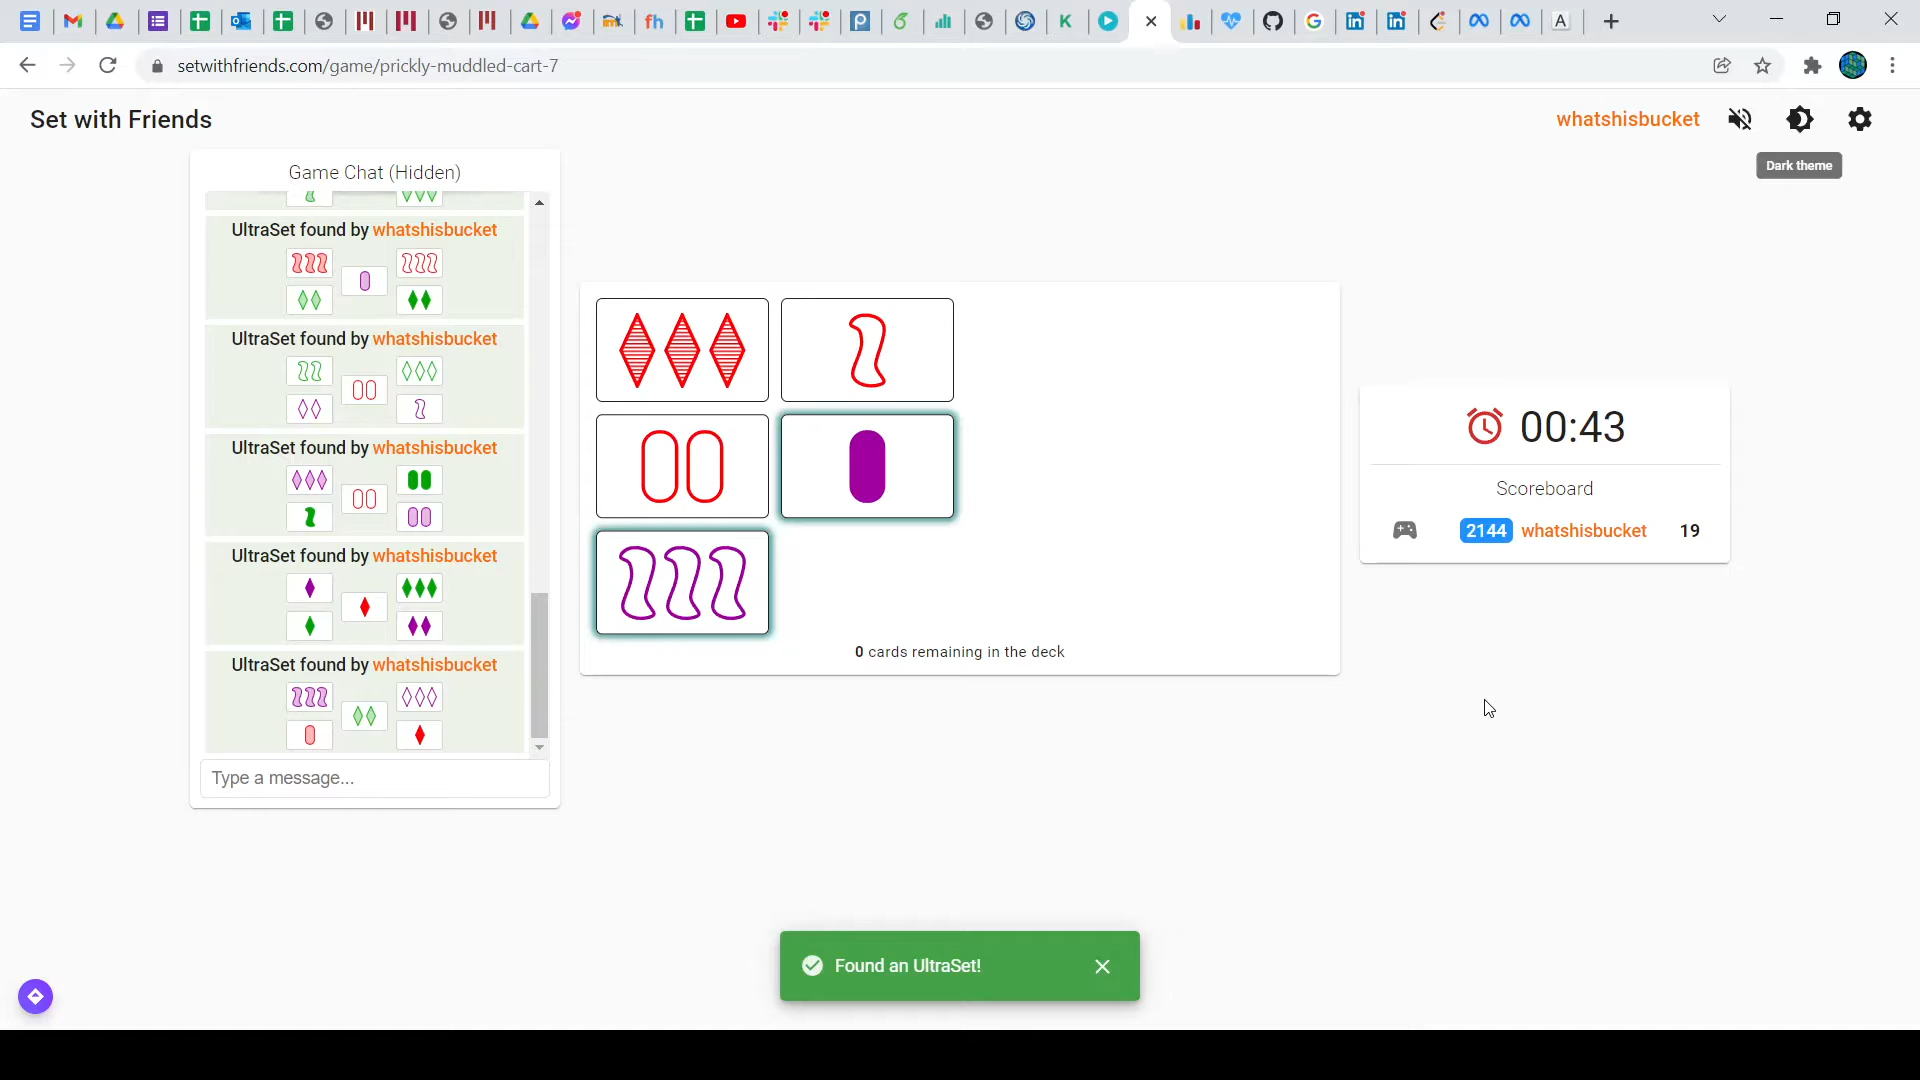 setwithfriends.com/game/prickly-muddled-cart-7
Set with Friends
whatshisbucket
Dark theme
Game Chat (Hidden)
UltraSet found by whatshisbucket
UltraSet found by whatshisbucket
UltraSet found by whatshisbucket
UltraSet found by whatshisbucket
UltraSet found by whatshisbucket
Type a message...
0 cards remaining in the deck
00:43
Scoreboard
2144 whatshisbucket 19
Found an UltraSet!